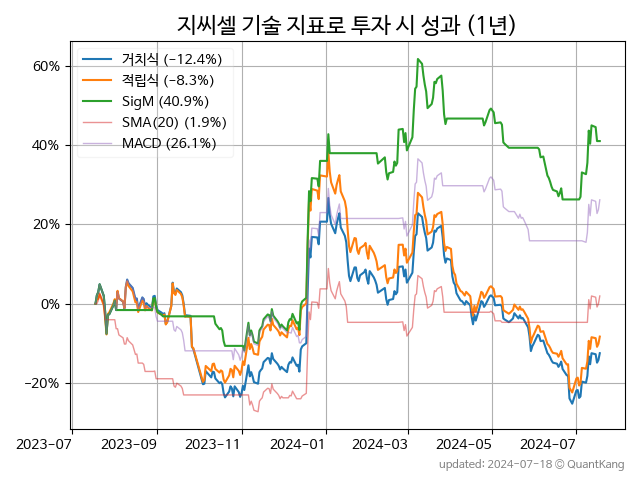 지씨셀 기술 지표로 투자 시 성과 (1년)
거치식 (−12.4%)
적립식 (−8.3%)
SigM (40.9%)
SMA(20) (1.9%)
MACD (26.1%)
60%
40%
20%
0%
−20%
2023-07 2023-09 2023-11 2024-01 2024-03 2024-05 2024-07
updated: 2024-07-18 © QuantKang